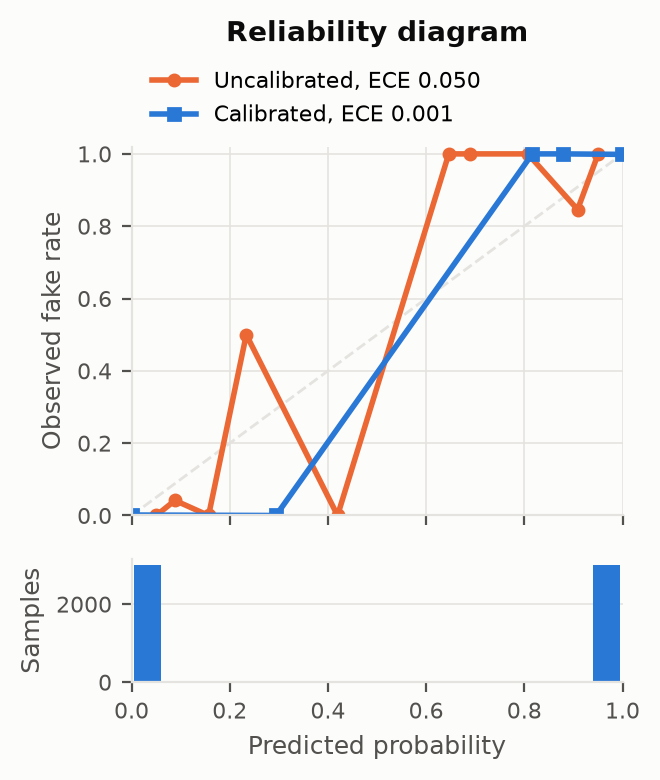 Reliability diagram
Uncalibrated, ECE 0.050
Calibrated, ECE 0.001
1.0
0.8
0.6
0.4
0.2
0.0
Observed fake rate
2000
0
Samples
0.0 0.2 0.4 0.6 0.8 1.0
Predicted probability